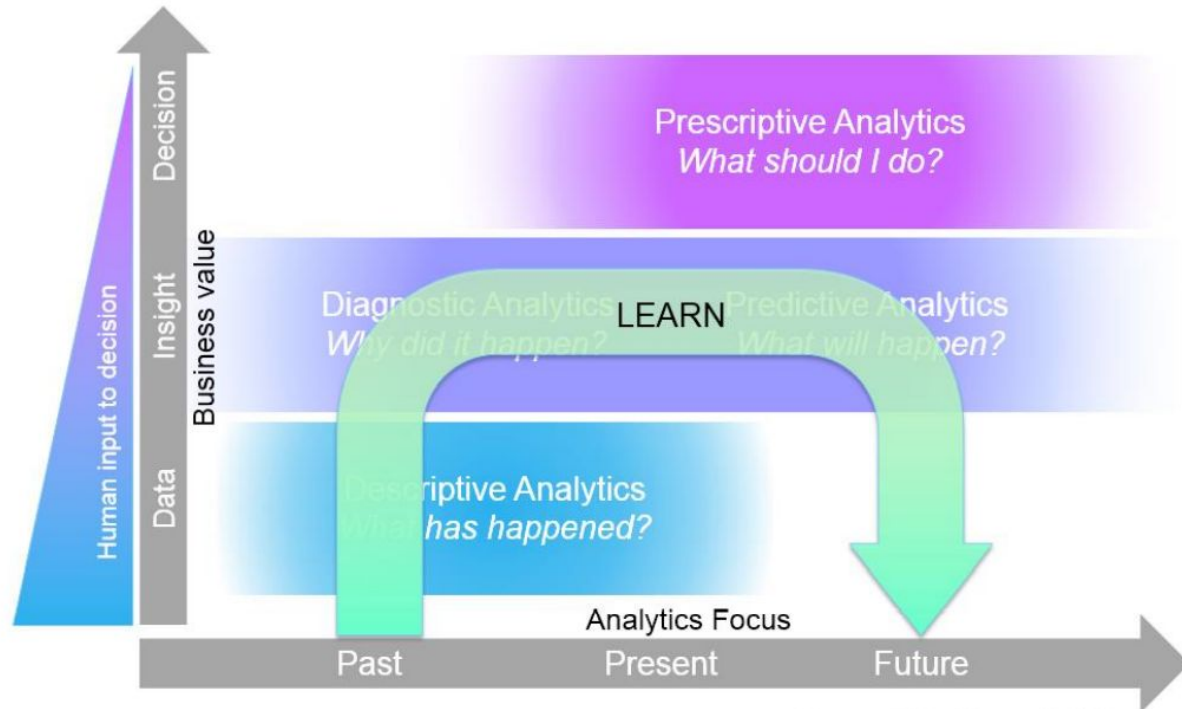 Decision
Insight
Data
Business value
Human input to decision
Prescriptive Analytics
What should I do?
Diagnostic Analytics
Why did it happen?
LEARN
Predictive Analytics
What will happen?
Descriptive Analytics
What has happened?
Analytics Focus
Past
Present
Future